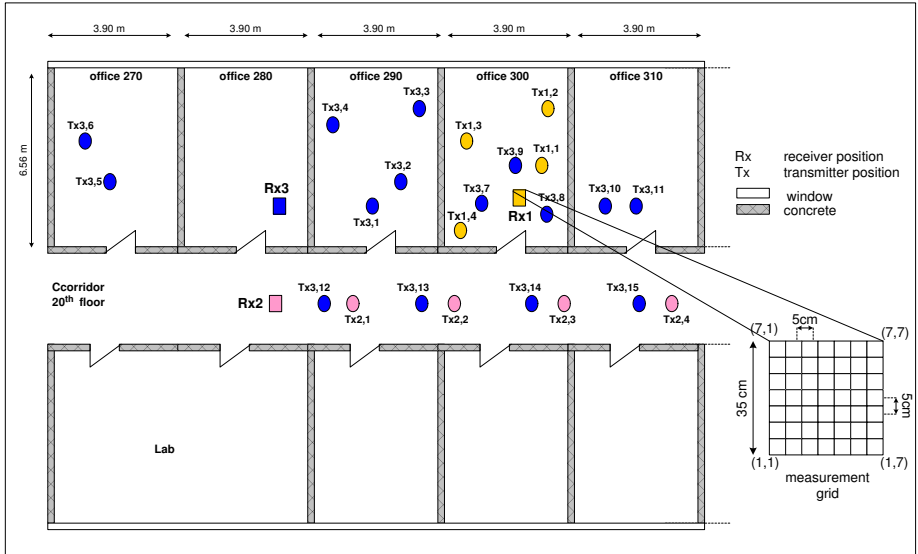 3.90 m 3.90 m 3.90 m 3.90 m 3.90 m
office 270 office 280 office 290 office 300 office 310
6.56 m
Tx3,3 Tx1,2
Tx3,4
Tx3,6 Tx1,3
Tx3,9 Tx1,1
Tx3,5 Tx3,2
Rx3 Tx3,7 Tx3,8 Tx3,10 Tx3,11
Tx3,1 Tx1,4 Rx1
Rx receiver position
Tx transmitter position
window
concrete
Ccorridor
20th floor
Rx2 Tx3,12 Tx3,13 Tx3,14 Tx3,15
Tx2,1 Tx2,2 Tx2,3 Tx2,4
5cm
(7,1) (7,7)
35 cm
5cm
(1,1) (1,7)
measurement
grid
Lab